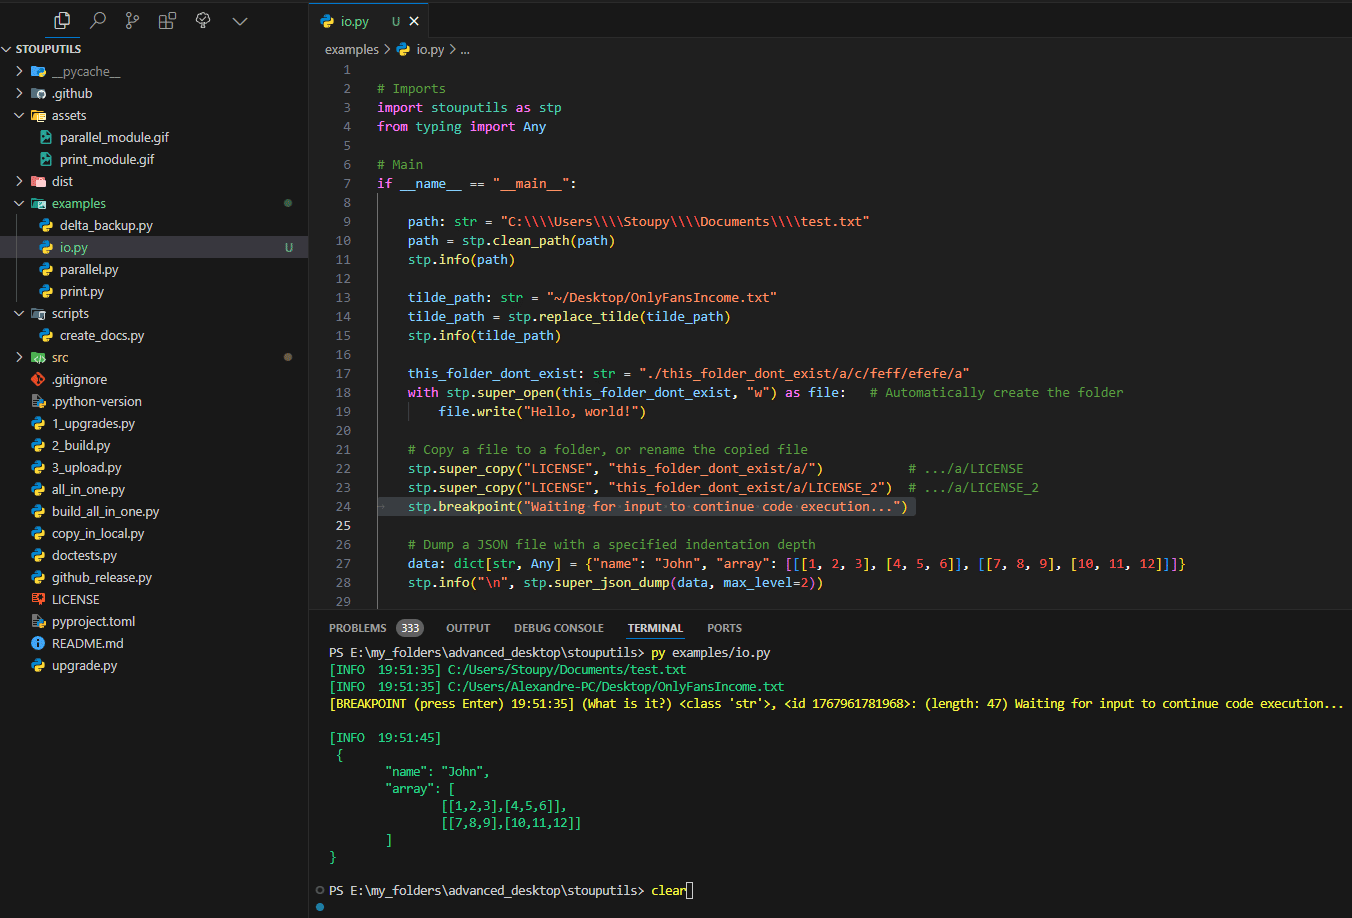 STOUPUTILS
__pycache__
.github
assets
parallel_module.gif
print_module.gif
dist
examples
delta_backup.py
io.py U
parallel.py
print.py
scripts
create_docs.py
src
.gitignore
.python-version
1_upgrades.py
2_build.py
3_upload.py
all_in_one.py
build_all_in_one.py
copy_in_local.py
doctests.py
github_release.py
LICENSE
pyproject.toml
README.md
upgrade.py
io.py U
examples > io.py > ...
1
2 # Imports
3 import stouputils as stp
4 from typing import Any
5
6 # Main
7 if __name__ == "__main__":
8
9 path: str = "C:\\\\Users\\\\Stoupy\\\\Documents\\\\test.txt"
10 path = stp.clean_path(path)
11 stp.info(path)
12
13 tilde_path: str = "~/Desktop/OnlyFansIncome.txt"
14 tilde_path = stp.replace_tilde(tilde_path)
15 stp.info(tilde_path)
16
17 this_folder_dont_exist: str = "./this_folder_dont_exist/a/c/feff/efefe/a"
18 with stp.super_open(this_folder_dont_exist, "w") as file: # Automatically create the folder
19 file.write("Hello, world!")
20
21 # Copy a file to a folder, or rename the copied file
22 stp.super_copy("LICENSE", "this_folder_dont_exist/a/") # .../a/LICENSE
23 stp.super_copy("LICENSE", "this_folder_dont_exist/a/LICENSE_2") # .../a/LICENSE_2
24 stp.breakpoint("Waiting for input to continue code execution...")
25
26 # Dump a JSON file with a specified indentation depth
27 data: dict[str, Any] = {"name": "John", "array": [[[1, 2, 3], [4, 5, 6]], [[7, 8, 9], [10, 11, 12]]]}
28 stp.info("\n", stp.super_json_dump(data, max_level=2))
29
PROBLEMS 333 OUTPUT DEBUG CONSOLE TERMINAL PORTS
PS E:\my_folders\advanced_desktop\stouputils> py examples/io.py
[INFO 19:51:35] C:/Users/Stoupy/Documents/test.txt
[INFO 19:51:35] C:/Users/Alexandre-PC/Desktop/OnlyFansIncome.txt
[BREAKPOINT (press Enter) 19:51:35] (What is it?) <class 'str'>, <id 1767961781968>: (length: 47) Waiting for input to continue code execution...
[INFO 19:51:45]
{
"name": "John",
"array": [
[[1,2,3],[4,5,6]],
[[7,8,9],[10,11,12]]
]
}
PS E:\my_folders\advanced_desktop\stouputils> clear